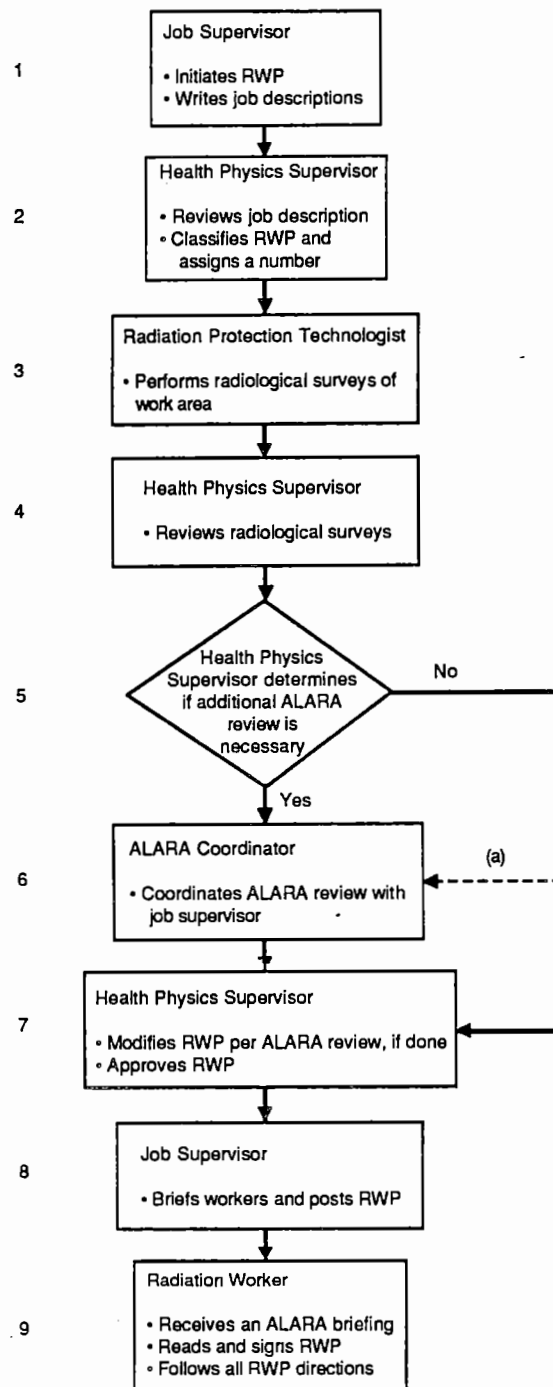 1
Job Supervisor
• Initiates RWP
• Writes job descriptions
2
Health Physics Supervisor
• Reviews job description
◦ Classifies RWP and
assigns a number
3
Radiation Protection Technologist
• Performs radiological surveys of
work area
4
Health Physics Supervisor
• Reviews radiological surveys
5
Health Physics
Supervisor determines
if additional ALARA
review is
necessary
No
Yes
6
ALARA Coordinator
• Coordinates ALARA review with
job supervisor
(a)
7
Health Physics Supervisor
◦ Modifies RWP per ALARA review, if done
◦ Approves RWP
8
Job Supervisor
• Briefs workers and posts RWP
9
Radiation Worker
• Receives an ALARA briefing
• Reads and signs RWP
◦ Follows all RWP directions